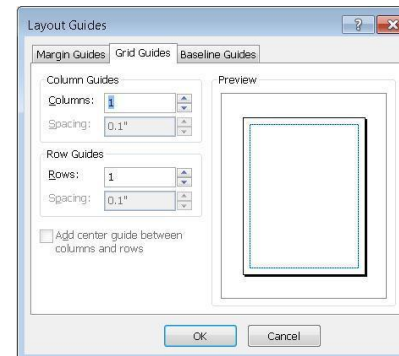 Layout Guides
Margin Guides Grid Guides Baseline Guides
Column Guides
Columns: 1
Spacing: 0.1"
Row Guides
Rows: 1
Spacing: 0.1"
Add center guide between
columns and rows
Preview
OK Cancel